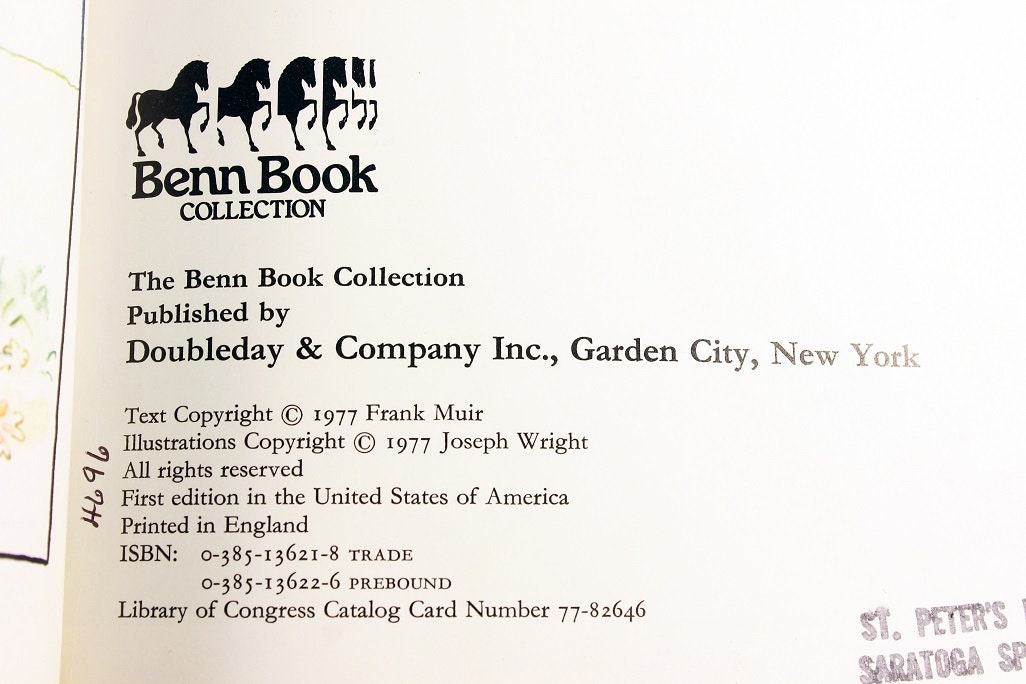 Benn Book
COLLECTION
The Benn Book Collection
Published by
Doubleday & Company Inc., Garden City, New York
Text Copyright © 1977 Frank Muir
Illustrations Copyright © 1977 Joseph Wright
All rights reserved
First edition in the United States of America
Printed in England
ISBN: 0-385-13621-8 TRADE
0-385-13622-6 PREBOUND
Library of Congress Catalog Card Number 77-82646
4696
ST. PETER'S
SARATOGA SP